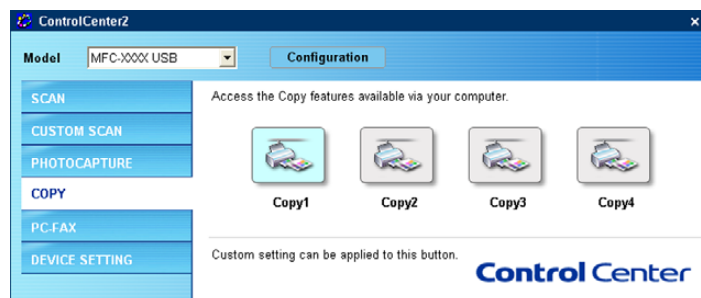 ControlCenter2
Model MFC-XXXX USB Configuration
SCAN
CUSTOM SCAN
PHOTOCAPTURE
COPY
PC-FAX
DEVICE SETTING
Access the Copy features available via your computer.
Copy1 Copy2 Copy3 Copy4
Custom setting can be applied to this button.
Control Center